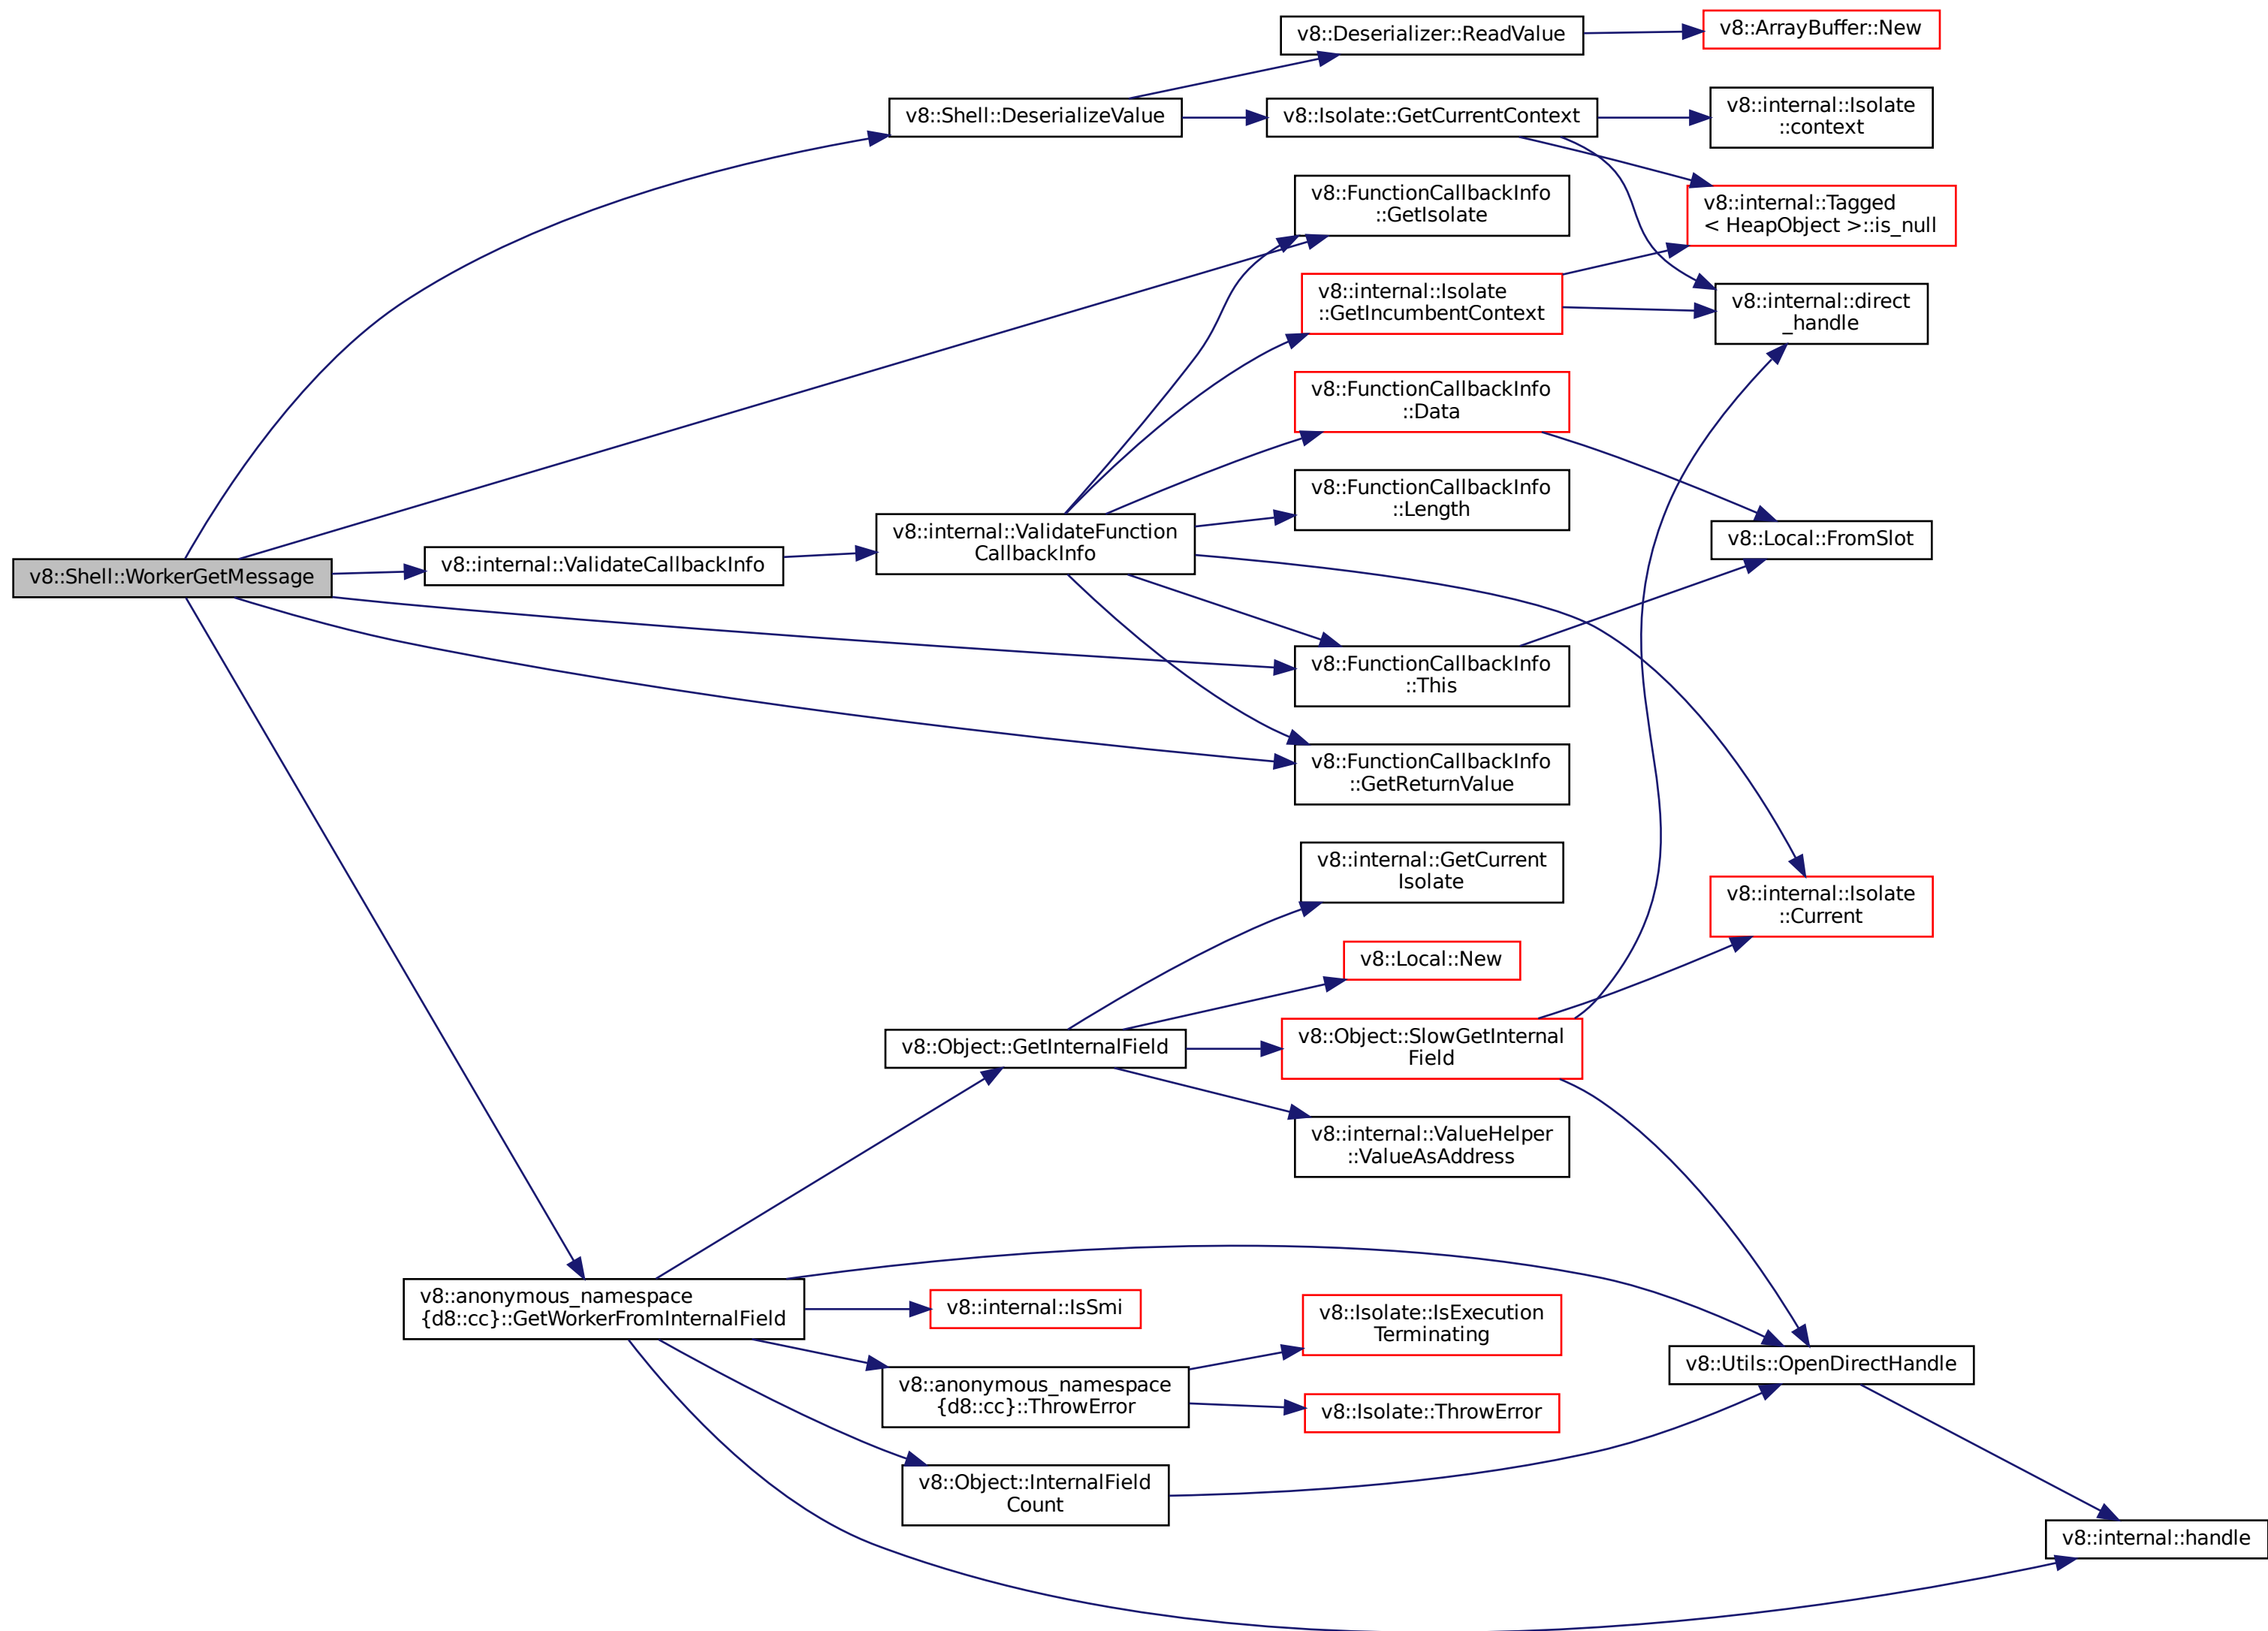 v8::Deserializer::ReadValue
v8::ArrayBuffer::New
v8::Shell::DeserializeValue
v8::Isolate::GetCurrentContext
v8::internal::Isolate
::context
v8::FunctionCallbackInfo
::GetIsolate
v8::internal::Tagged
< HeapObject >::is_null
v8::internal::Isolate
::GetIncumbentContext
v8::internal::direct
_handle
v8::FunctionCallbackInfo
::Data
v8::FunctionCallbackInfo
::Length
v8::Local::FromSlot
v8::Shell::WorkerGetMessage
v8::internal::ValidateCallbackInfo
v8::internal::ValidateFunction
CallbackInfo
v8::FunctionCallbackInfo
::This
v8::FunctionCallbackInfo
::GetReturnValue
v8::internal::GetCurrent
Isolate
v8::internal::Isolate
::Current
v8::Local::New
v8::Object::GetInternalField
v8::Object::SlowGetInternal
Field
v8::internal::ValueHelper
::ValueAsAddress
v8::anonymous_namespace
{d8::cc}::GetWorkerFromInternalField
v8::internal::IsSmi
v8::Isolate::IsExecution
Terminating
v8::Utils::OpenDirectHandle
v8::anonymous_namespace
{d8::cc}::ThrowError
v8::Isolate::ThrowError
v8::Object::InternalField
Count
v8::internal::handle